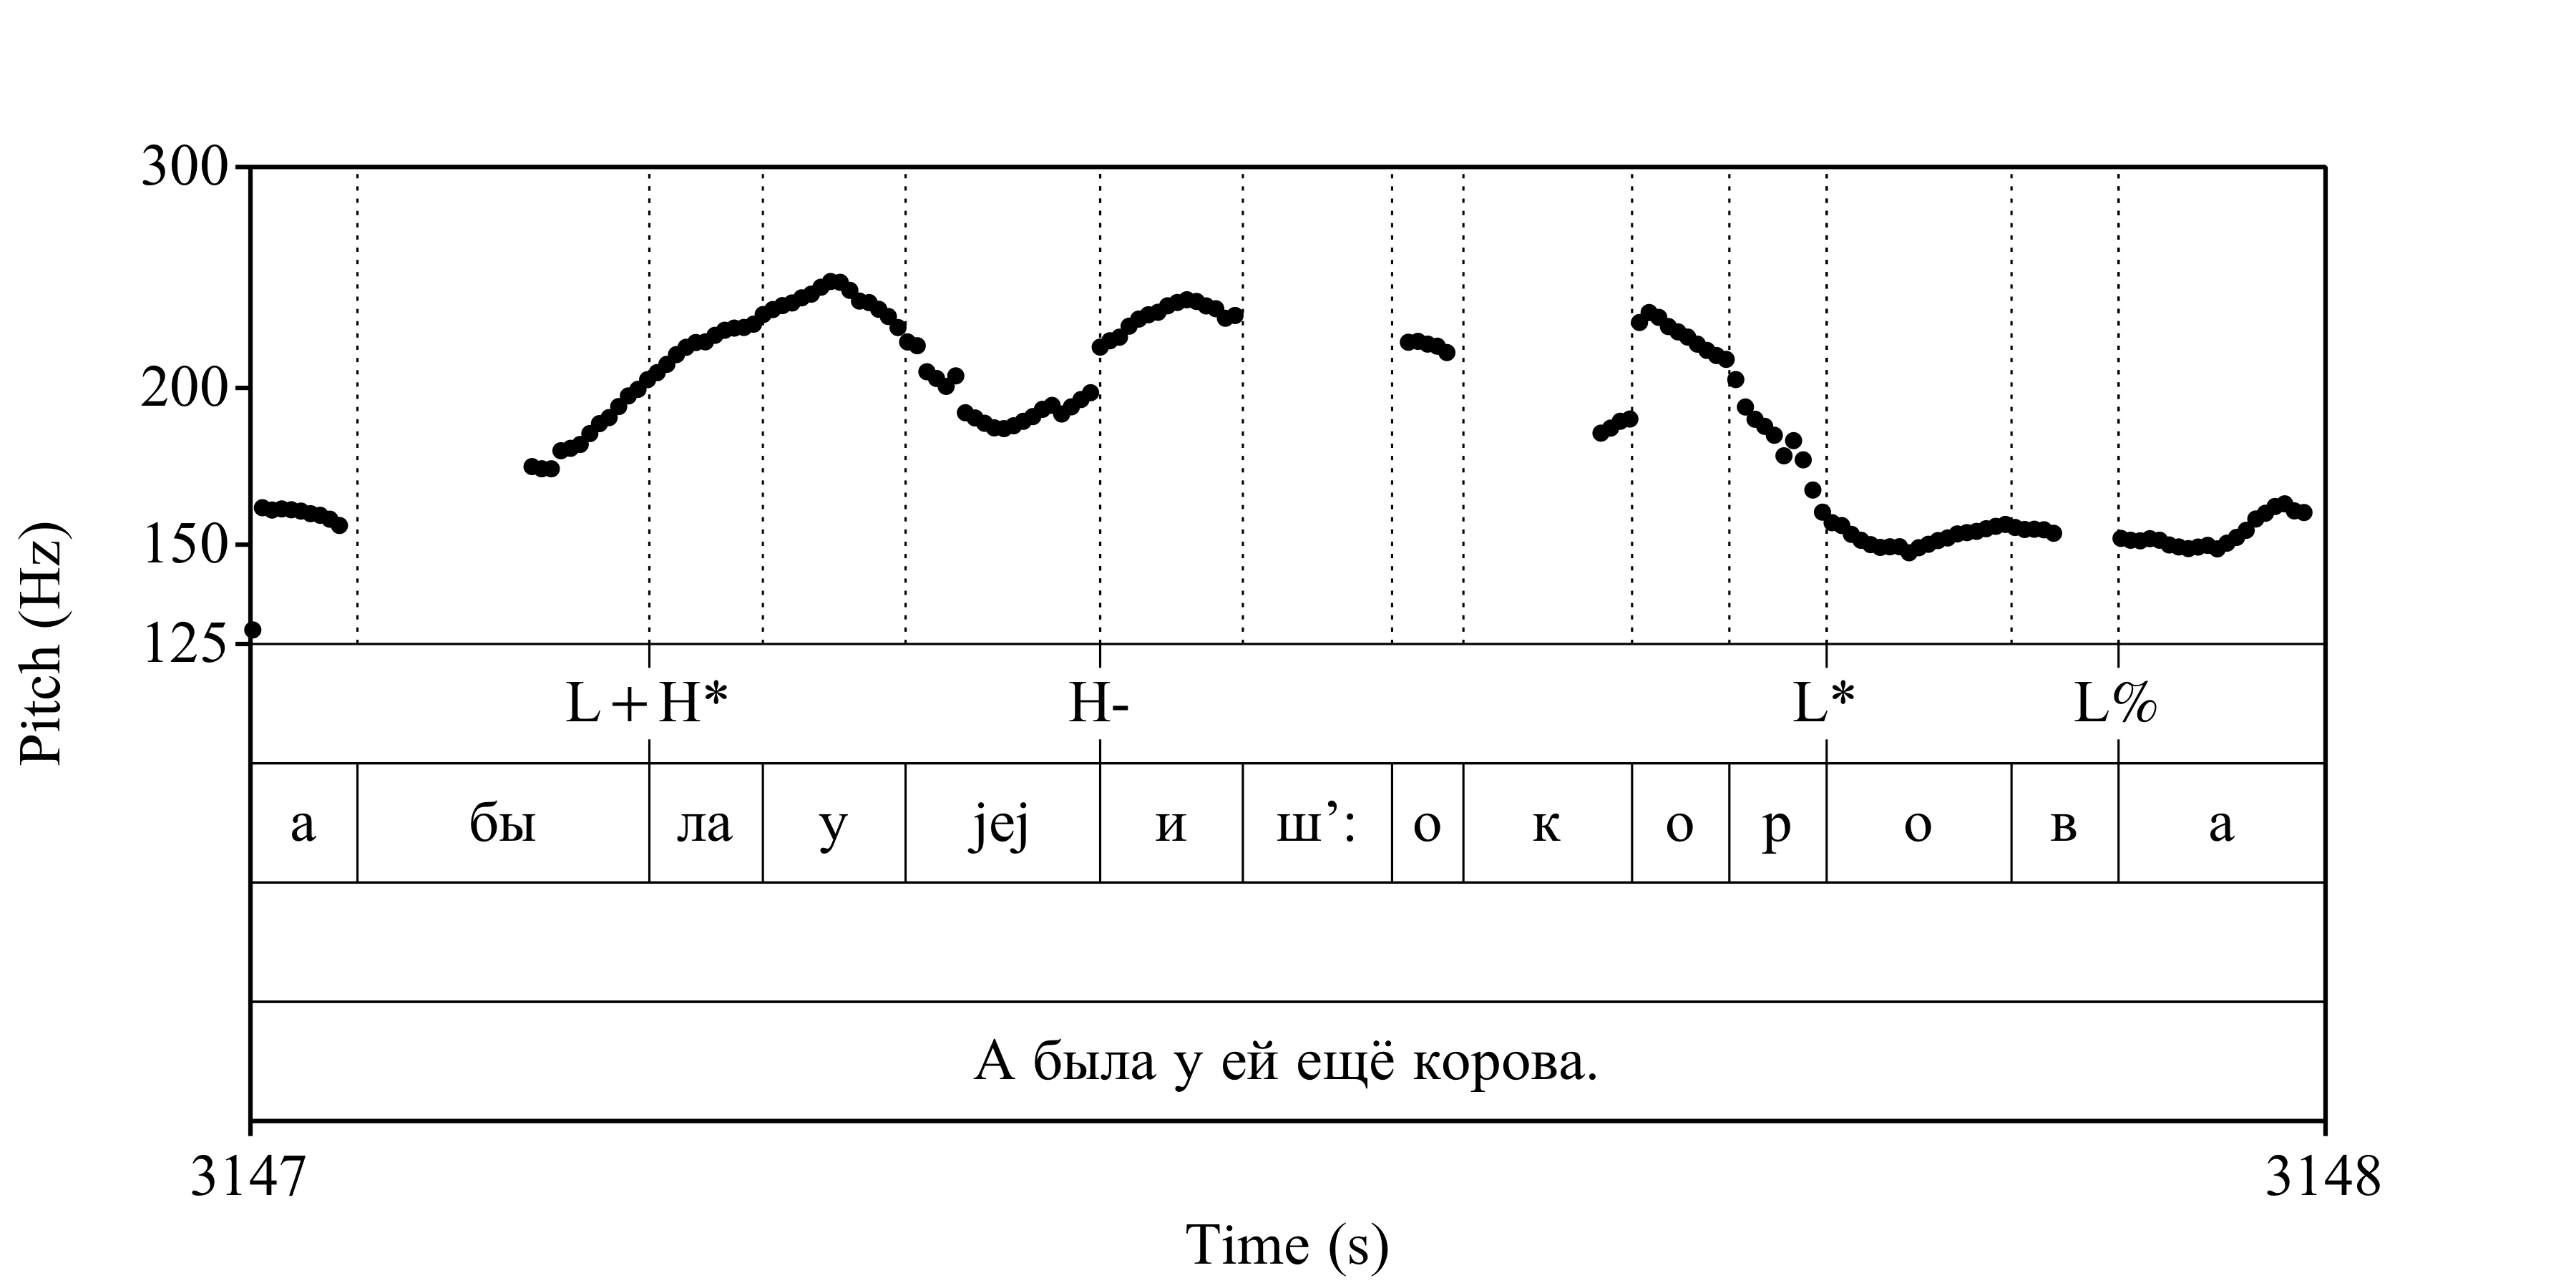 300
200
150
125
Pitch (Hz)
L+H* H- L* L%
а бы ла у jej и ш’: о к о р о в а
А была у ей ещё корова.
3147 3148
Time (s)